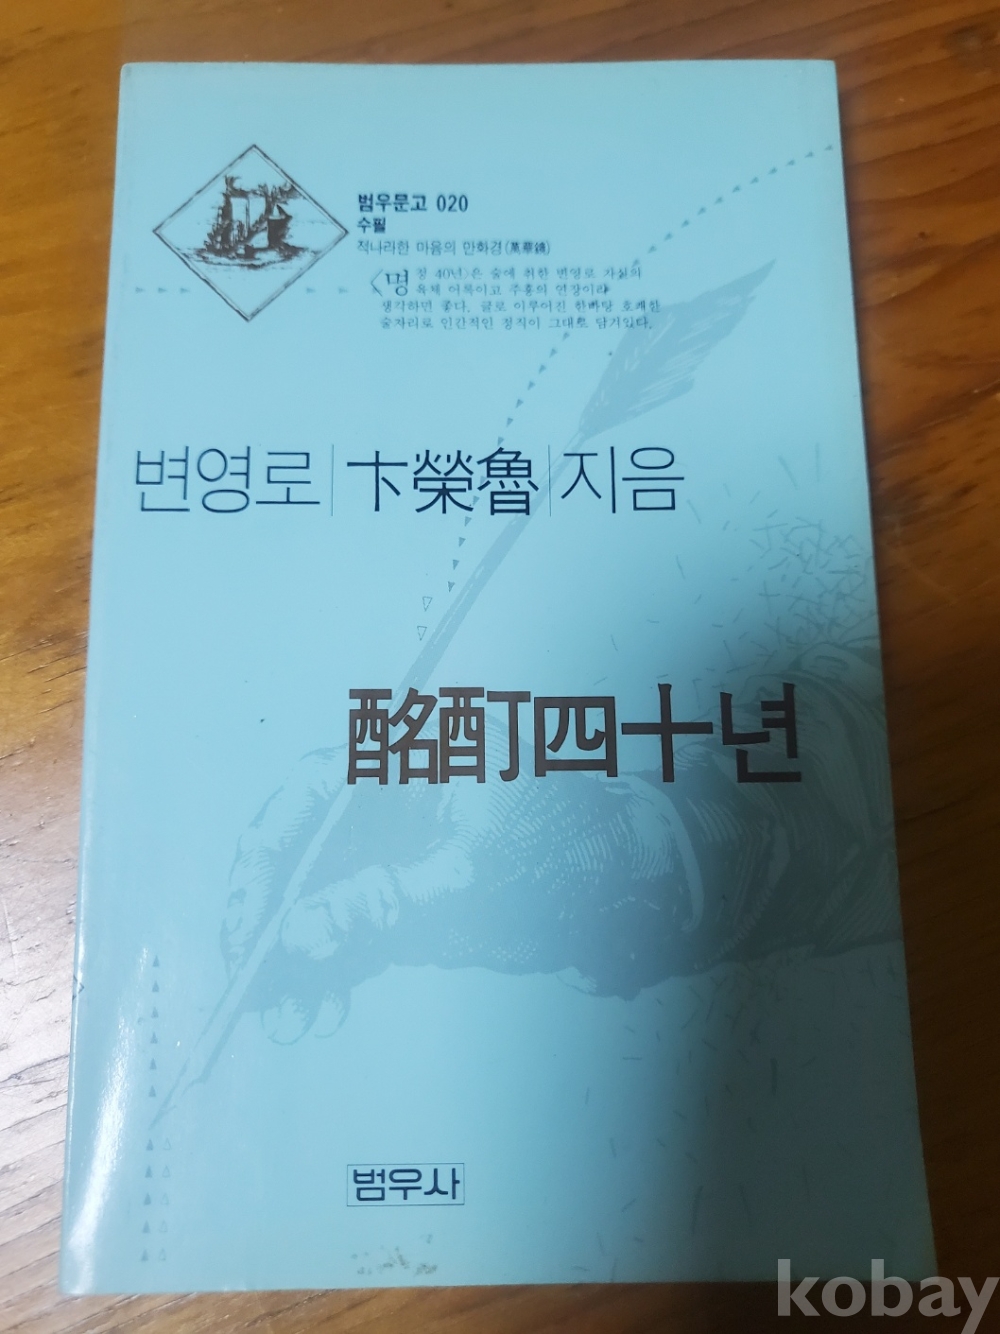 범우문고 020
수필
적나라한 마음의 만화경(萬華鏡)
〈명정 40년〉은 술에 취한 변영로 자신의
육체 어록이고 주흥의 연장이라
생각하면 좋다. 글로 이루어진 한바탕 호쾌한
술자리로 인간적인 정직이 그대로 담겨있다.
변영로|卞榮魯|지음
酩酊四十년
범우사
kobay